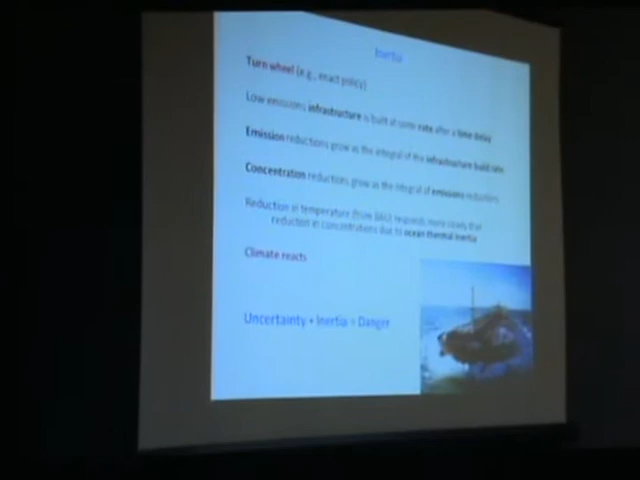 Inertia
Turn wheel (e.g., enact policy)
Low emissions infrastructure is built at some rate after a time delay
Emission reductions grow as the integral of the infrastructure build rate
Concentration reductions grow as the integral of emissions reductions
Reduction in temperature (from BAU) responds more slowly than
reduction in concentrations due to ocean thermal inertia
Climate reacts
Uncertainty + Inertia = Danger